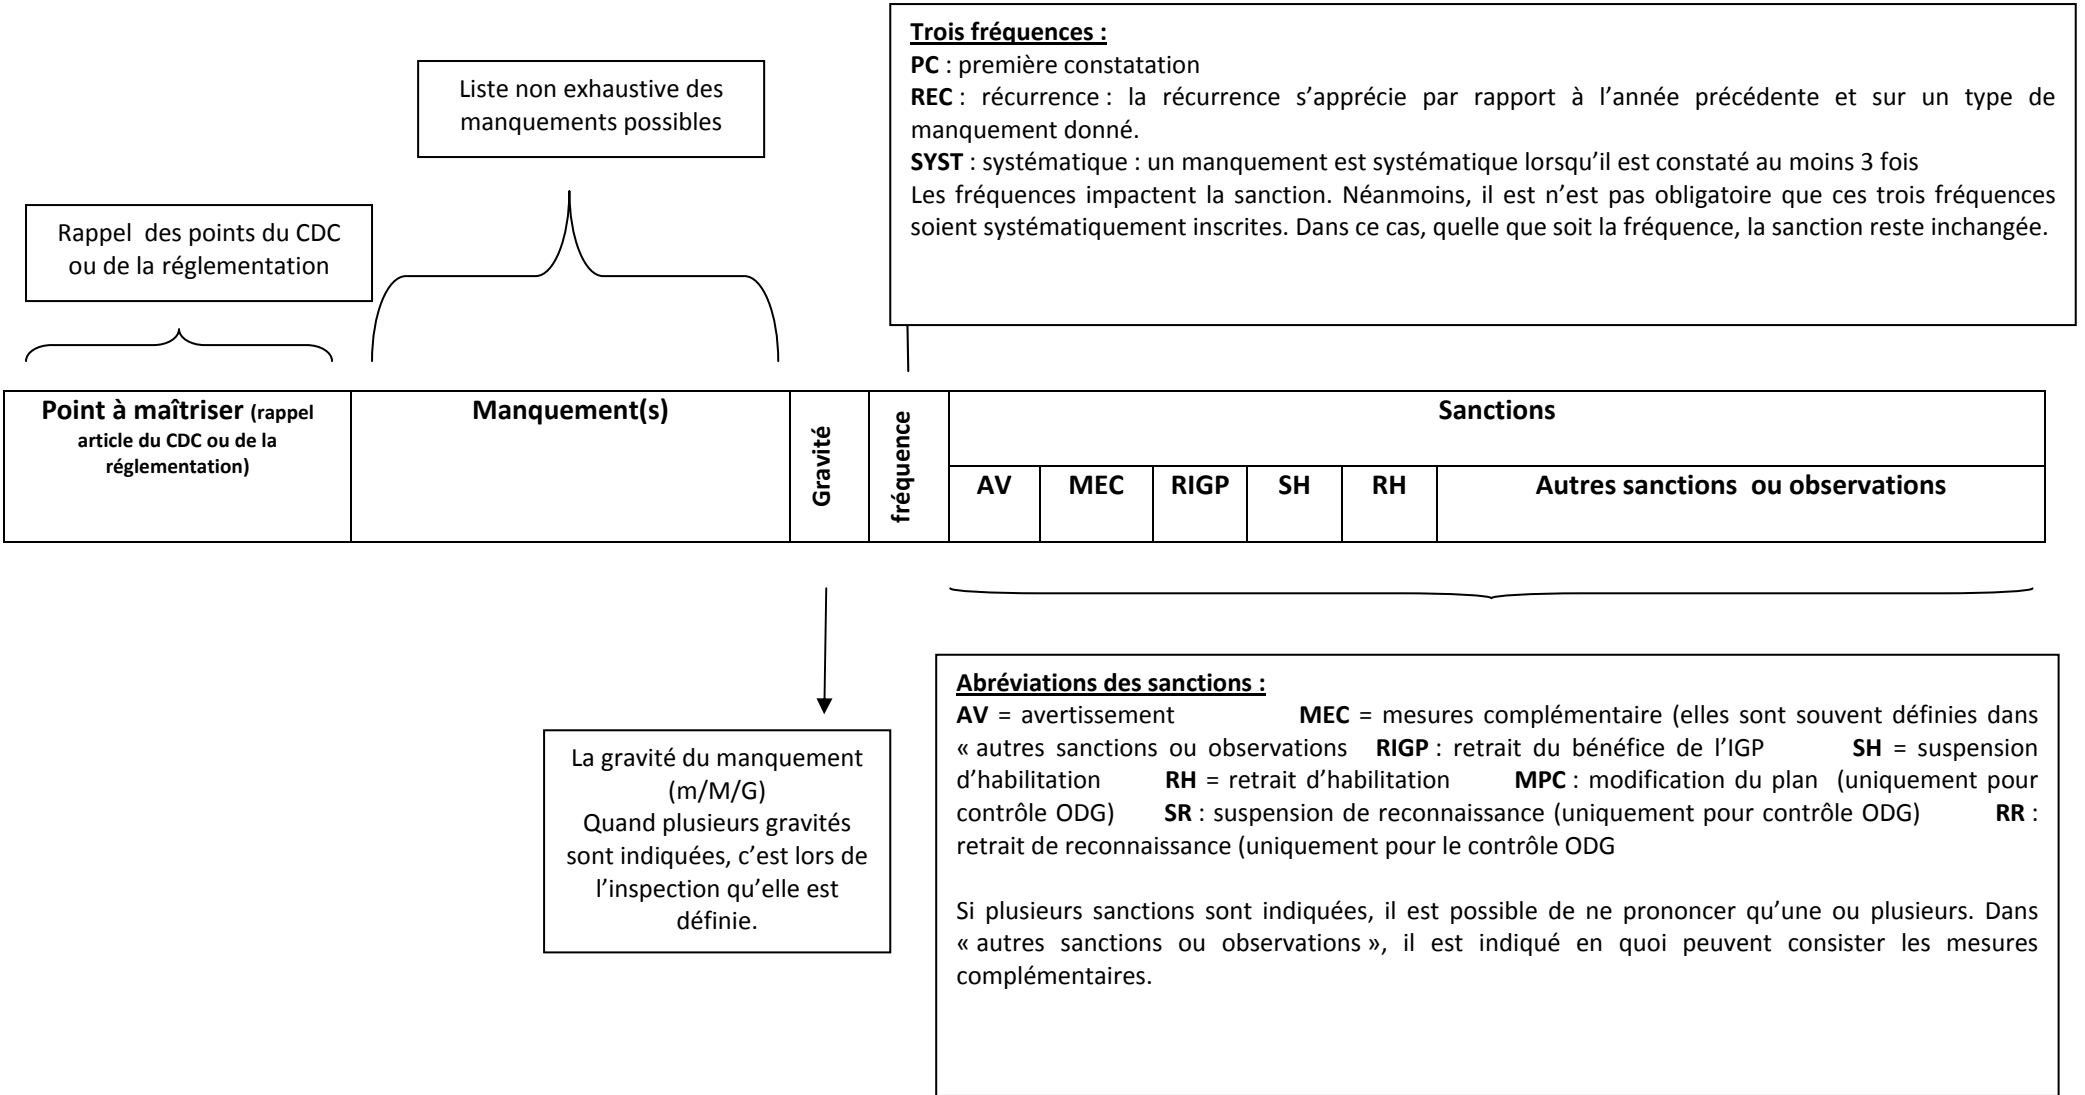 Trois fréquences :
PC : première constatation
REC : récurrence : la récurrence s'apprécie par rapport à l'année précédente et sur un type de
manquement donné.
SYST : systématique : un manquement est systématique lorsqu'il est constaté au moins 3 fois
Les fréquences impactent la sanction. Néanmoins, il est n'est pas obligatoire que ces trois fréquences
soient systématiquement inscrites. Dans ce cas, quelle que soit la fréquence, la sanction reste inchangée.
Liste non exhaustive des
manquements possibles
Rappel des points du CDC
ou de la réglementation
Point à maîtriser (rappel
article du CDC ou de la
réglementation)
Manquement(s)
Gravité
fréquence
Sanctions
AV MEC RIGP SH RH Autres sanctions ou observations
La gravité du manquement
(m/M/G)
Quand plusieurs gravités
sont indiquées, c'est lors de
l'inspection qu'elle est
définie.
Abréviations des sanctions :
AV = avertissement MEC = mesures complémentaire (elles sont souvent définies dans
« autres sanctions ou observations RIGP : retrait du bénéfice de l'IGP SH = suspension
d'habilitation RH = retrait d'habilitation MPC : modification du plan (uniquement pour
contrôle ODG) SR : suspension de reconnaissance (uniquement pour contrôle ODG) RR :
retrait de reconnaissance (uniquement pour le contrôle ODG
Si plusieurs sanctions sont indiquées, il est possible de ne prononcer qu'une ou plusieurs. Dans
« autres sanctions ou observations », il est indiqué en quoi peuvent consister les mesures
complémentaires.